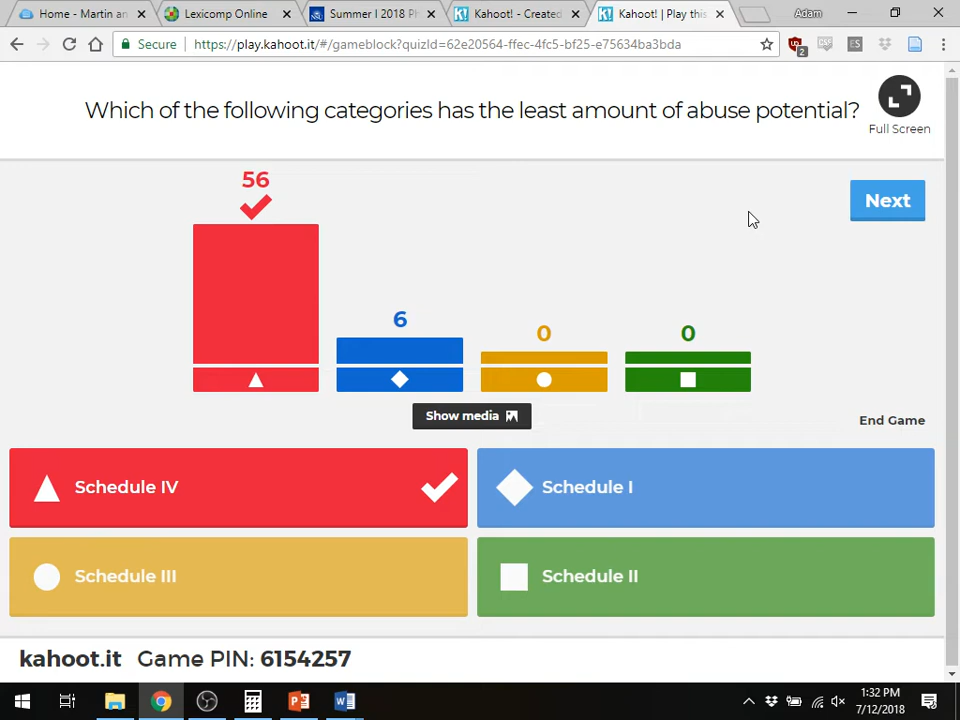 Home - Martin an
Lexicomp Online
Summer I 2018 Ph
Kahoot! - Created
Kahoot! | Play this
Adam
Secure
https://play.kahoot.it/#/gameblock?quizId=62e20564-ffec-4fc5-bf25-e75634ba3bda
2
ES
Which of the following categories has the least amount of abuse potential?
Full Screen
56
Next
6
0
0
Show media
End Game
Schedule IV
Schedule I
Schedule III
Schedule II
kahoot.it Game PIN: 6154257
1:32 PM
7/12/2018